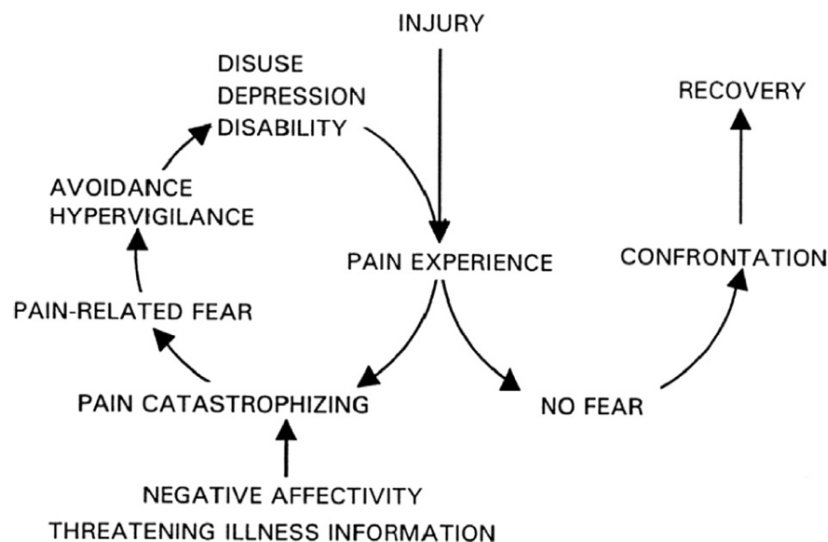 INJURY
DISUSE
DEPRESSION
DISABILITY
RECOVERY
AVOIDANCE
HYPERVIGILANCE
PAIN EXPERIENCE
CONFRONTATION
PAIN-RELATED FEAR
PAIN CATASTROPHIZING
NO FEAR
NEGATIVE AFFECTIVITY
THREATENING ILLNESS INFORMATION